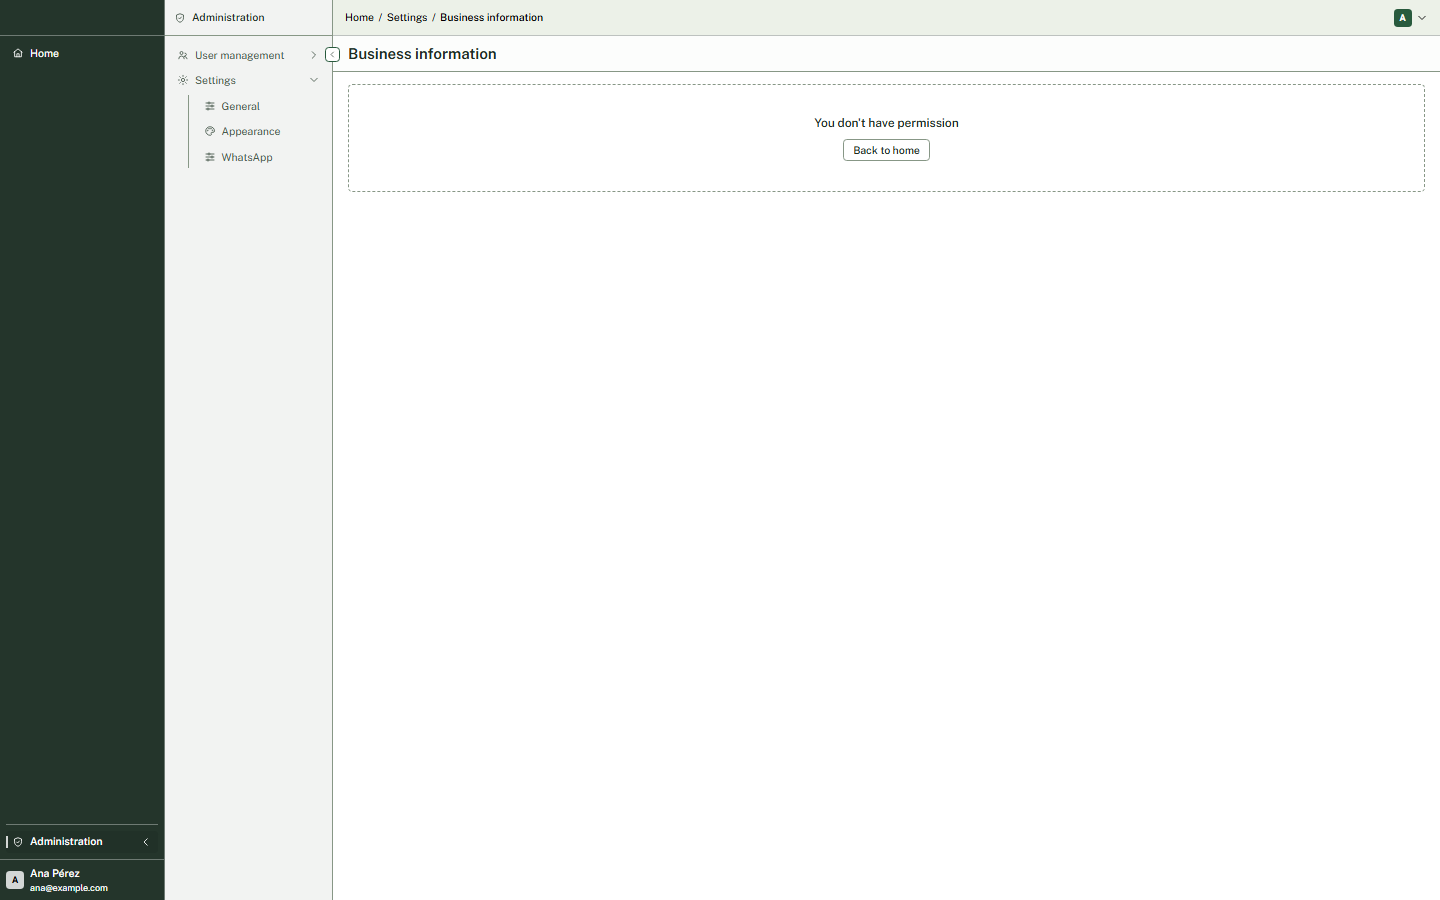 Administration
Home / Settings / Business information
A
Home
User management
Settings
General
Appearance
WhatsApp
Business information
You don't have permission
Back to home
Administration
A
Ana Pérez
ana@example.com